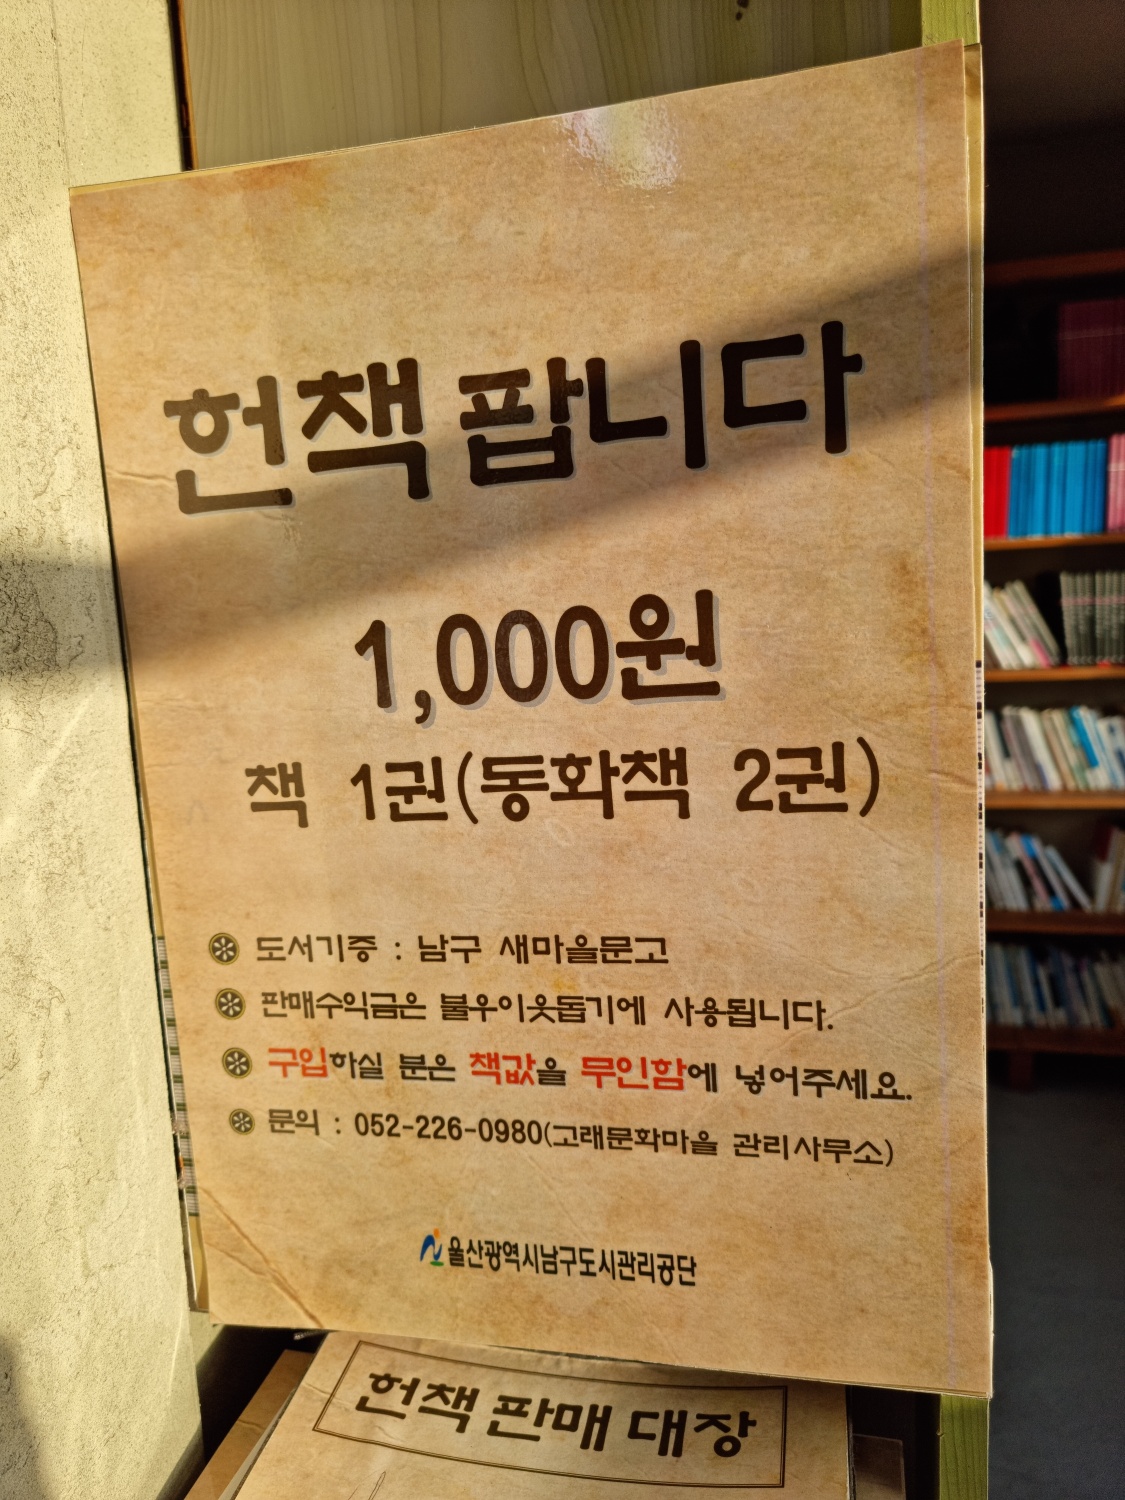 헌책 팝니다
1,000원
책 1권(동화책 2권)
도서기증 : 남구 새마을문고
판매수익금은 불우이웃돕기에 사용됩니다.
구입하실 분은 책값을 무인함에 넣어주세요.
문의 : 052-226-0980(고래문화마을 관리사무소)
울산광역시남구도시관리공단
헌책 판매 대장